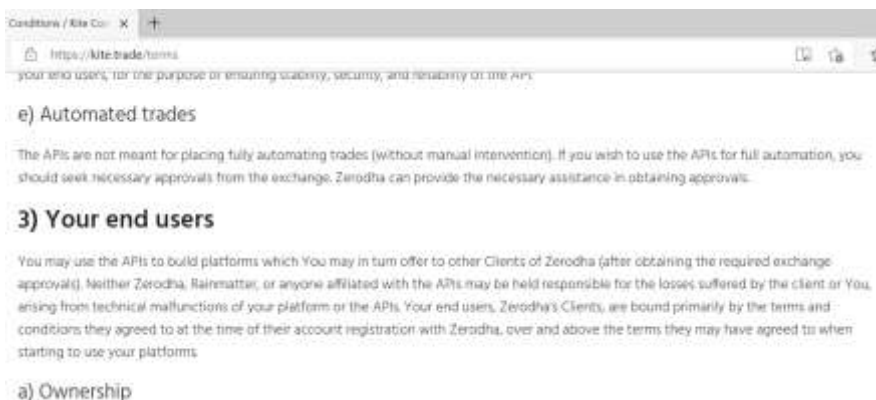 Conditions / Kite Con
https://kite.trade/terms
your end users, for the purpose of ensuring stability, security, and reliability of the API.
e) Automated trades
The APIs are not meant for placing fully automating trades (without manual intervention). If you wish to use the APIs for full automation, you
should seek necessary approvals from the exchange. Zerodha can provide the necessary assistance in obtaining approvals.
3) Your end users
You may use the APIs to build platforms which You may in turn offer to other Clients of Zerodha (after obtaining the required exchange
approvals). Neither Zerodha, Rainmatter, or anyone affiliated with the APIs may be held responsible for the losses suffered by the client or You,
arising from technical malfunctions of your platform or the APIs. Your end users, Zerodha's Clients, are bound primarily by the terms and
conditions they agreed to at the time of their account registration with Zerodha, over and above the terms they may have agreed to when
starting to use your platforms.
a) Ownership